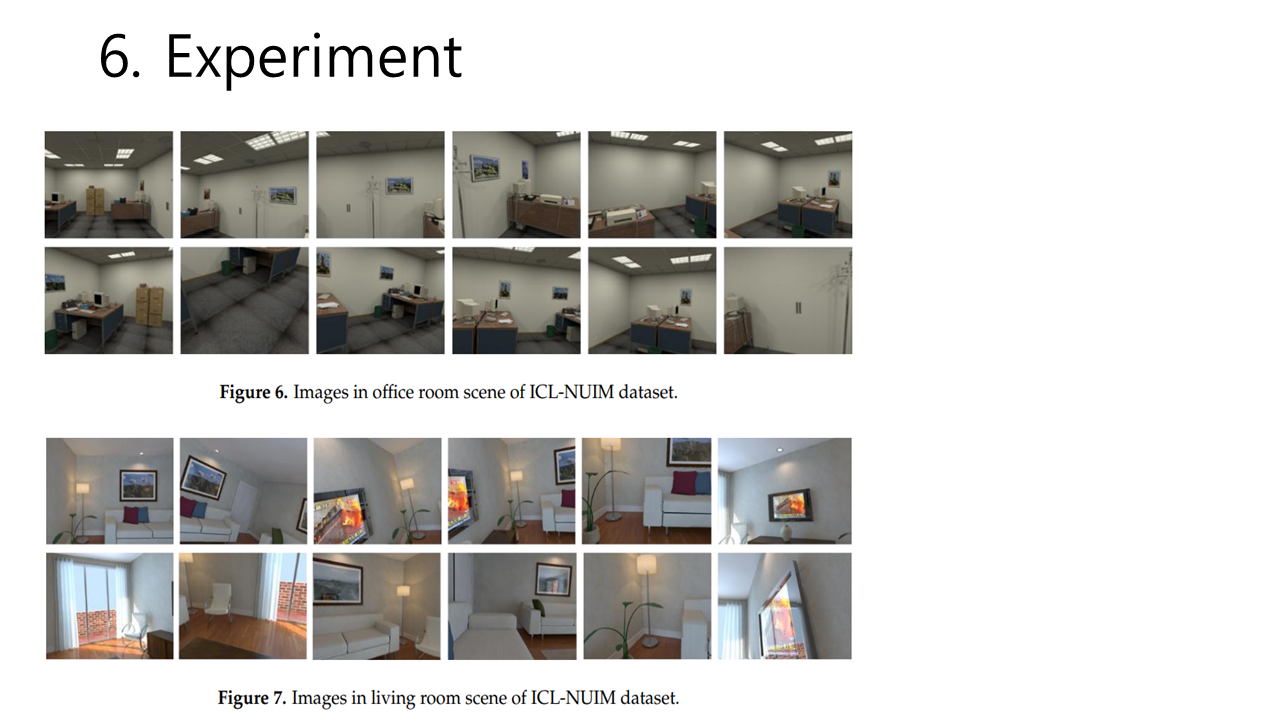 6. Experiment
Figure 6. Images in office room scene of ICL-NUIM dataset.
Figure 7. Images in living room scene of ICL-NUIM dataset.